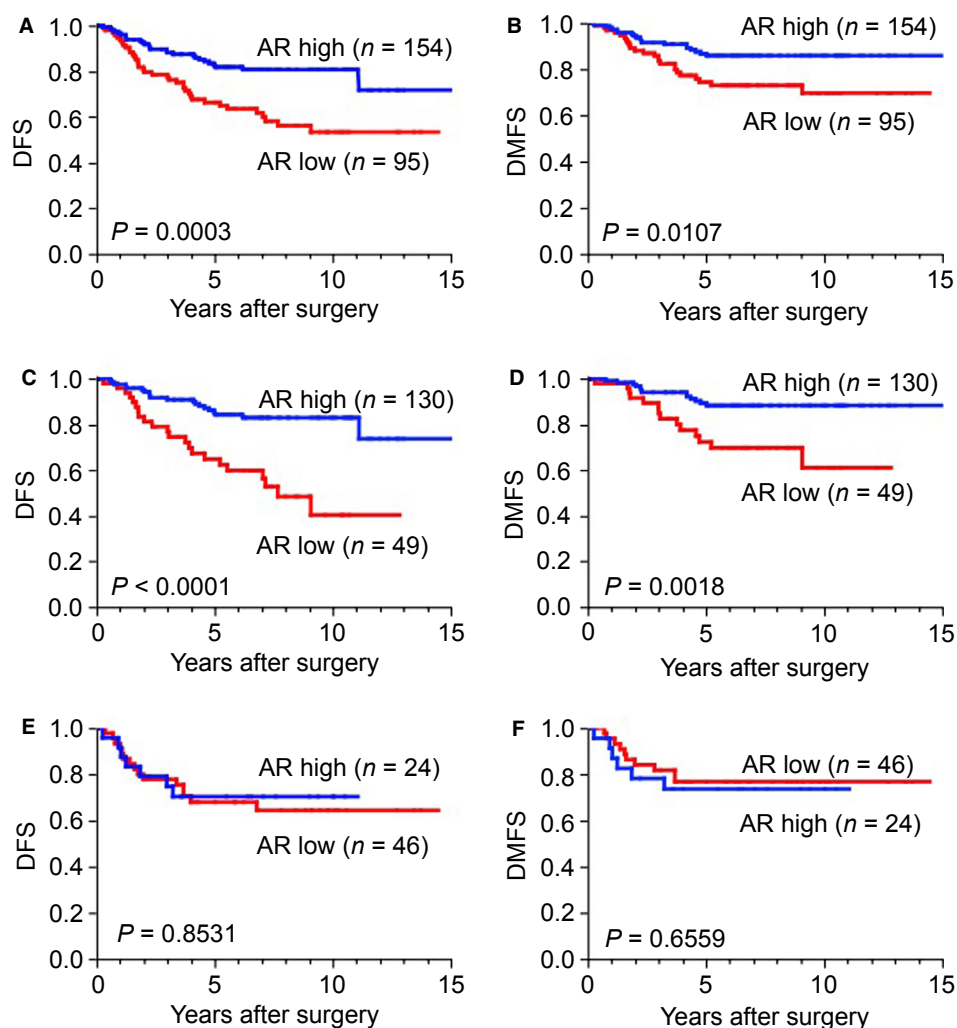 A
1.0
0.8
0.6
0.4
0.2
0.0
DFS
AR high (n = 154)
AR low (n = 95)
P = 0.0003
0 5 10 15
Years after surgery
B
1.0
0.8
0.6
0.4
0.2
0.0
DMFS
AR high (n = 154)
AR low (n = 95)
P = 0.0107
0 5 10 15
Years after surgery
C
1.0
0.8
0.6
0.4
0.2
0.0
DFS
AR high (n = 130)
AR low (n = 49)
P < 0.0001
0 5 10 15
Years after surgery
D
1.0
0.8
0.6
0.4
0.2
0.0
DMFS
AR high (n = 130)
AR low (n = 49)
P = 0.0018
0 5 10 15
Years after surgery
E
1.0
0.8
0.6
0.4
0.2
0.0
DFS
AR high (n = 24)
AR low (n = 46)
P = 0.8531
0 5 10 15
Years after surgery
F
1.0
0.8
0.6
0.4
0.2
0.0
DMFS
AR low (n = 46)
AR high (n = 24)
P = 0.6559
0 5 10 15
Years after surgery